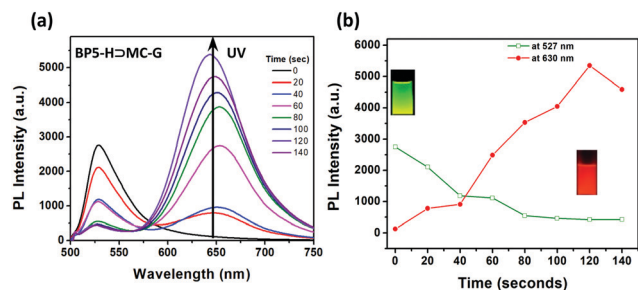 (a)
BP5-H⊃MC-G
UV
Time (sec)
0
20
40
60
80
100
120
140
5000
4000
3000
2000
1000
0
500 550 600 650 700 750
PL Intensity (a.u.)
Wavelength (nm)
(b)
at 527 nm
at 630 nm
6000
5000
4000
3000
2000
1000
0
0 20 40 60 80 100 120 140
PL Intensity (a.u.)
Time (seconds)